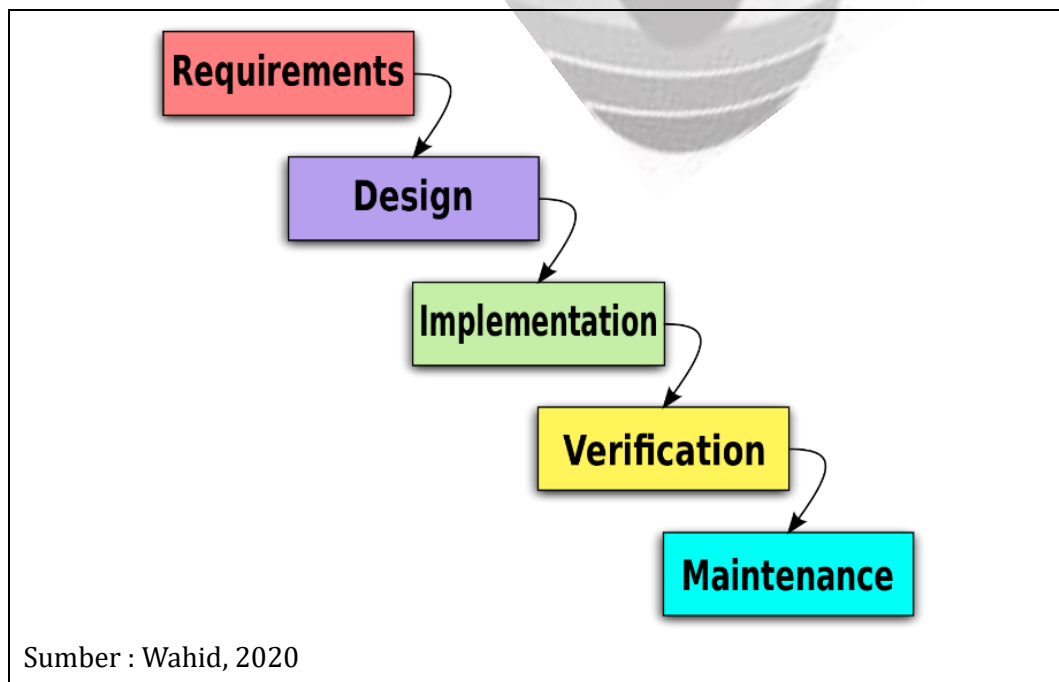 Requirements
Design
Implementation
Verification
Maintenance
Sumber : Wahid, 2020